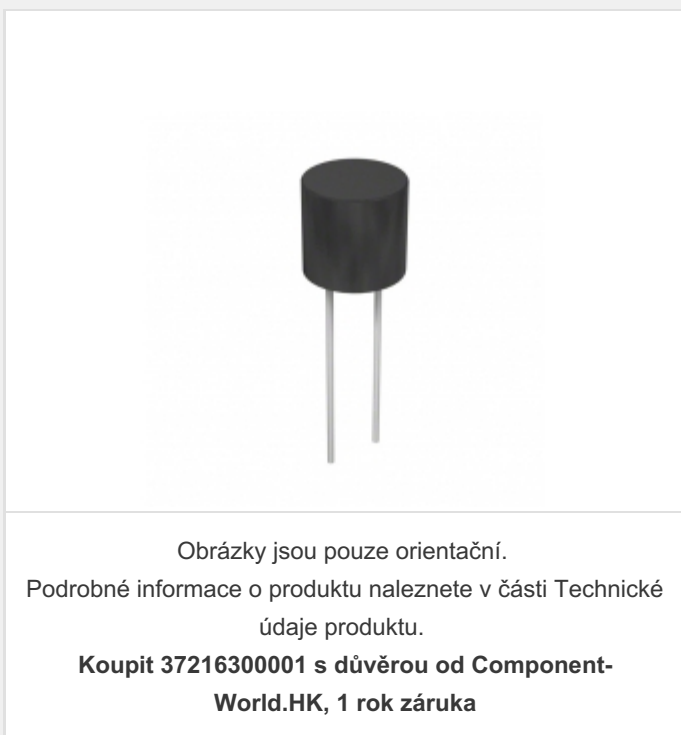 Obrázky jsou pouze orientační.
Podrobné informace o produktu naleznete v části Technické
údaje produktu.
Koupit 37216300001 s důvěrou od Component-
World.HK, 1 rok záruka